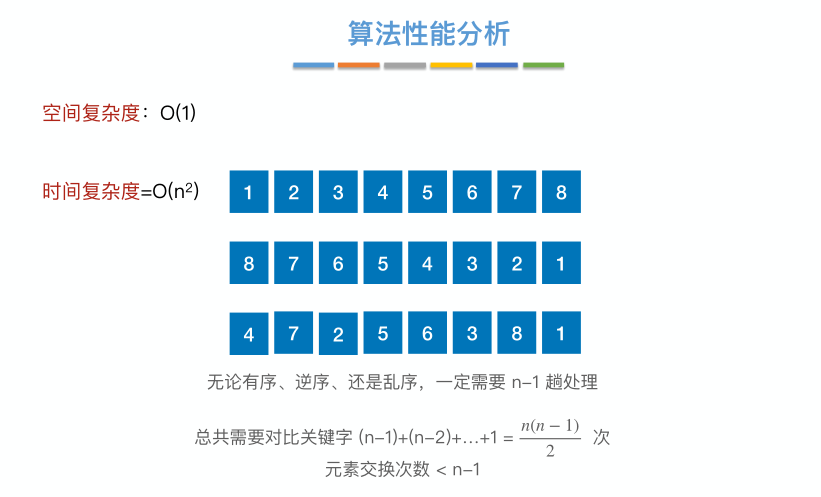 算法性能分析
空间复杂度：O(1)
时间复杂度=O(n²)
1 2 3 4 5 6 7 8
8 7 6 5 4 3 2 1
4 7 2 5 6 3 8 1
无论有序、逆序、还是乱序，一定需要 n-1 趟处理
总共需要对比关键字 (n-1)+(n-2)+…+1 = n(n − 1)/2 次
元素交换次数 < n-1